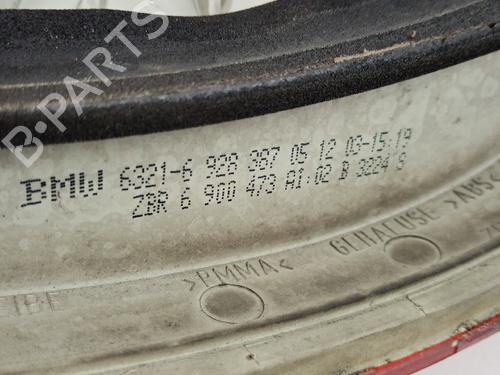 B-PARTS
BMW 6321-6 928 387 05 12 03-15:19
ZBR 6 900 473 AI:02 B 3224 S
>PMMA<
GEHAEUSE >ABS<